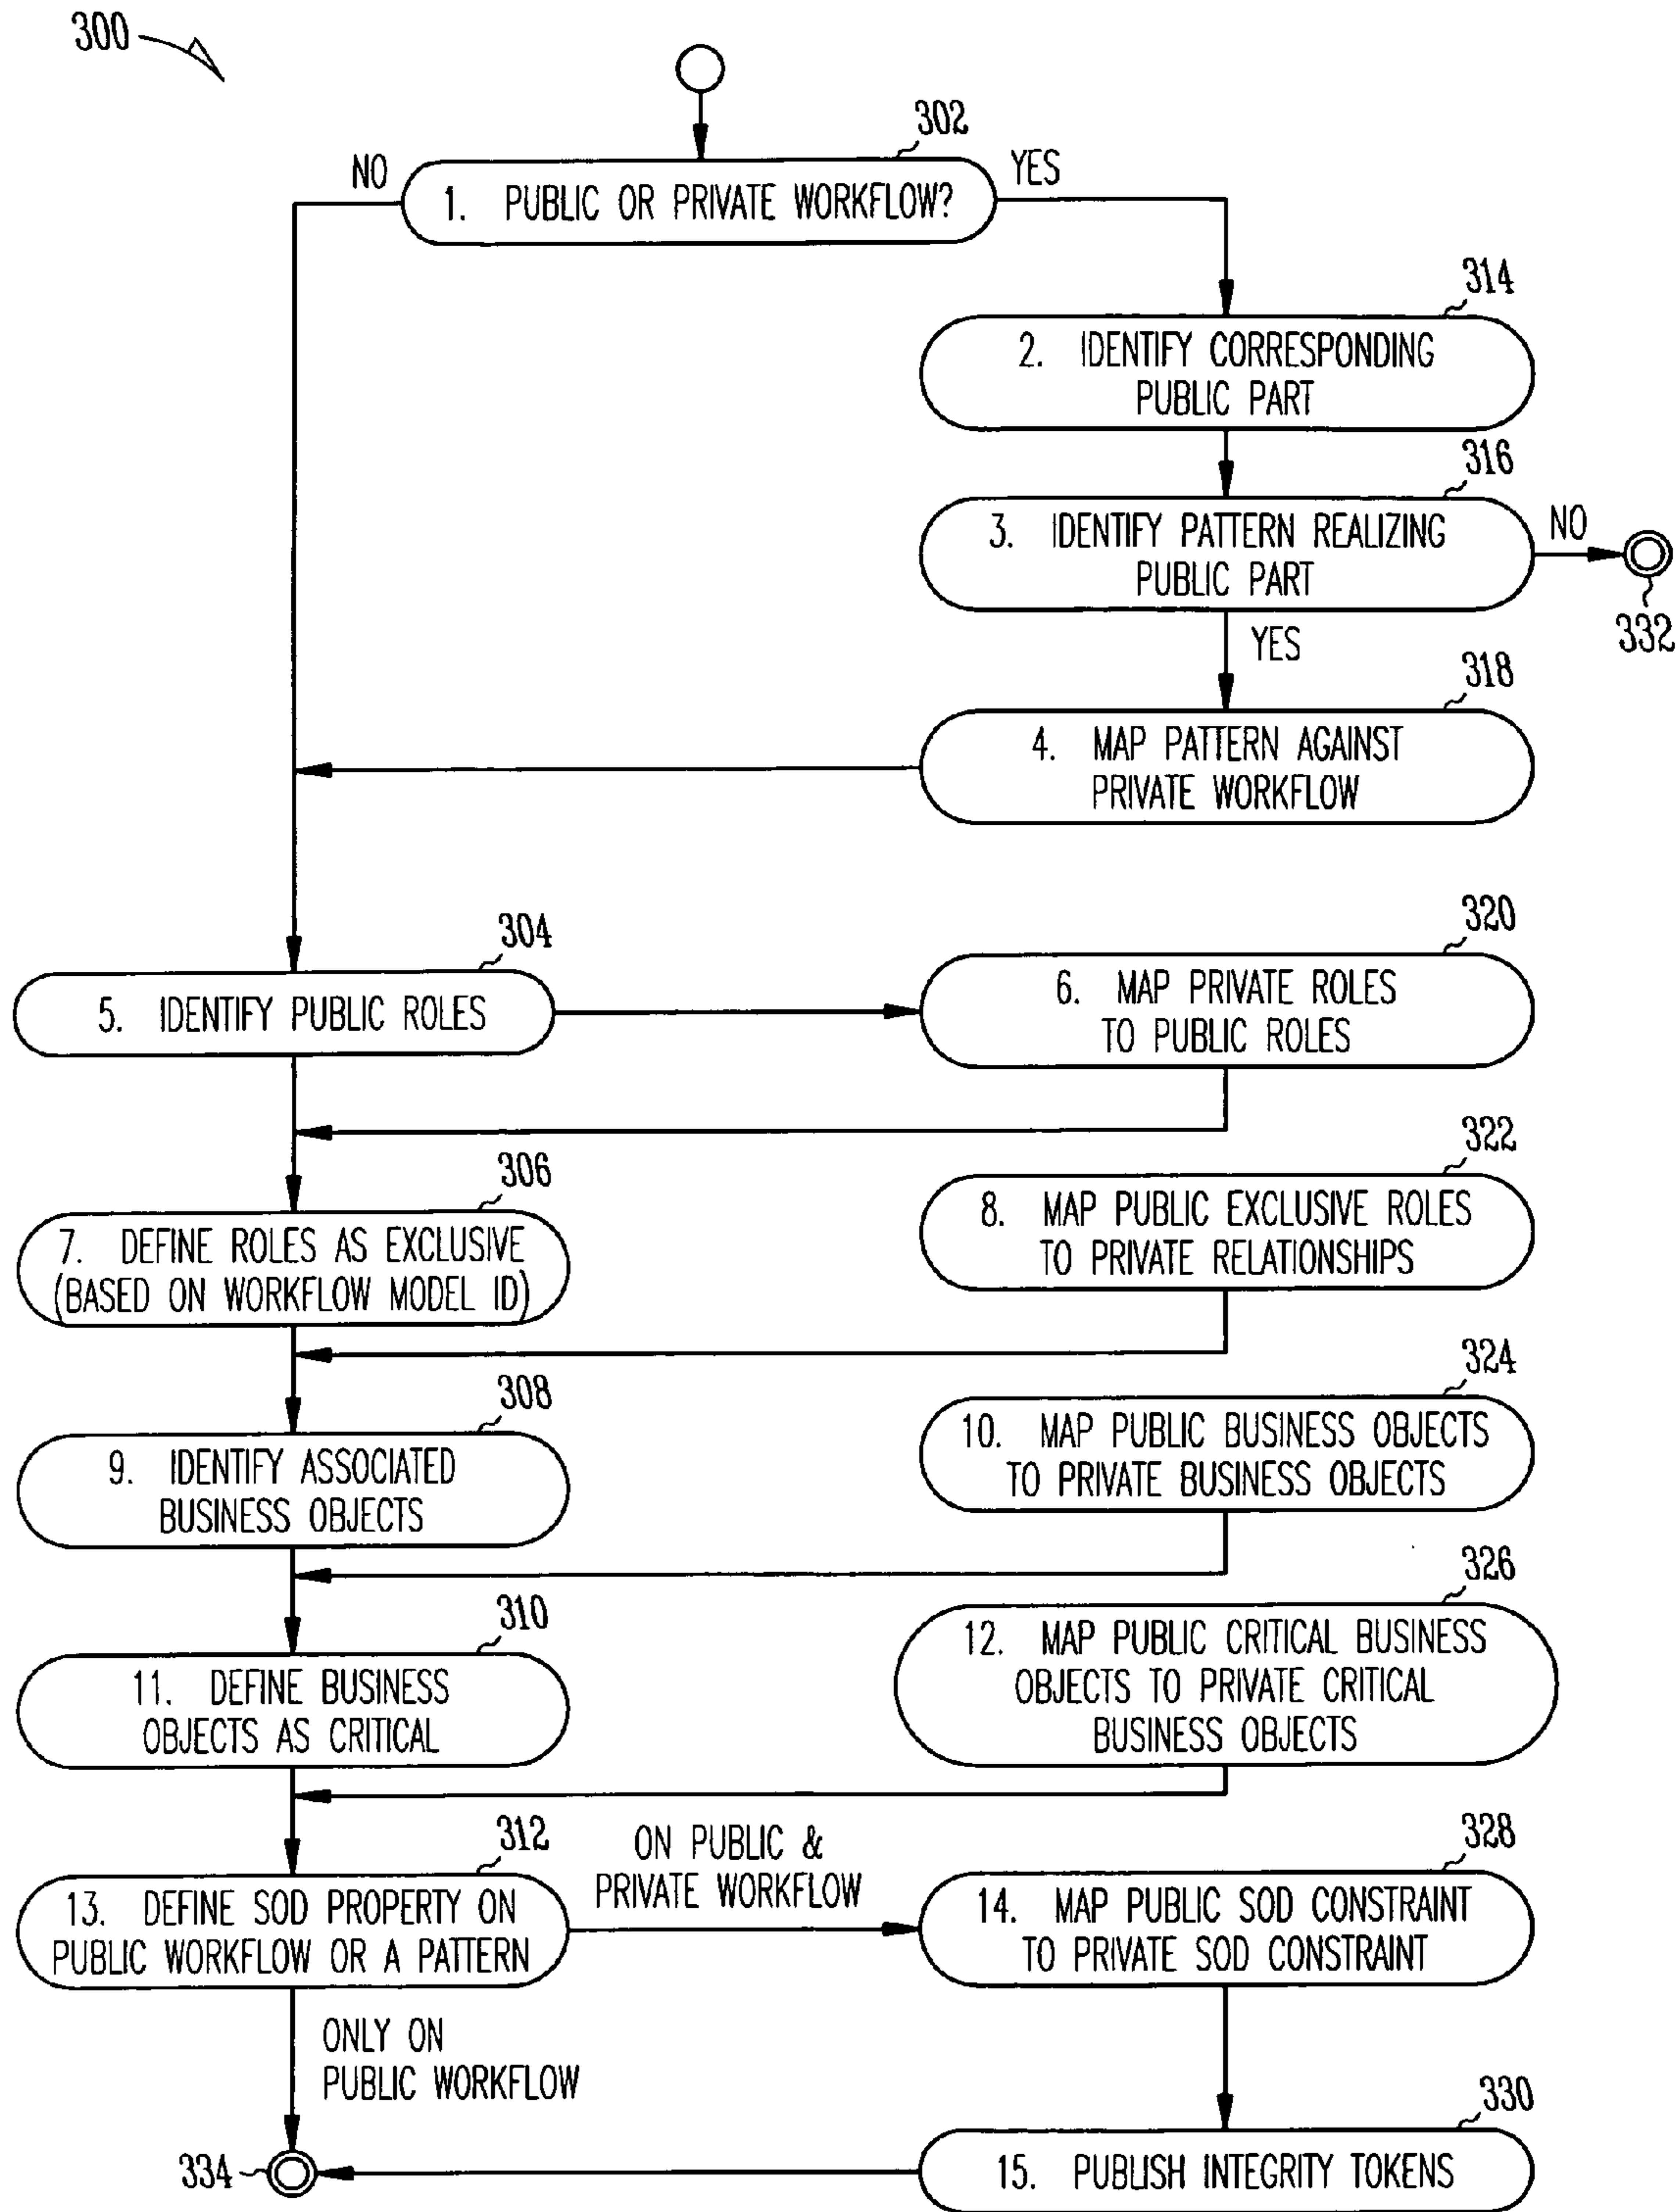 300
302
NO
1. PUBLIC OR PRIVATE WORKFLOW?
YES
314
2. IDENTIFY CORRESPONDING
PUBLIC PART
316
3. IDENTIFY PATTERN REALIZING
PUBLIC PART
NO
332
YES
318
4. MAP PATTERN AGAINST
PRIVATE WORKFLOW
304
5. IDENTIFY PUBLIC ROLES
320
6. MAP PRIVATE ROLES
TO PUBLIC ROLES
306
7. DEFINE ROLES AS EXCLUSIVE
(BASED ON WORKFLOW MODEL ID)
322
8. MAP PUBLIC EXCLUSIVE ROLES
TO PRIVATE RELATIONSHIPS
308
9. IDENTIFY ASSOCIATED
BUSINESS OBJECTS
324
10. MAP PUBLIC BUSINESS OBJECTS
TO PRIVATE BUSINESS OBJECTS
310
11. DEFINE BUSINESS
OBJECTS AS CRITICAL
326
12. MAP PUBLIC CRITICAL BUSINESS
OBJECTS TO PRIVATE CRITICAL
BUSINESS OBJECTS
312
13. DEFINE SOD PROPERTY ON
PUBLIC WORKFLOW OR A PATTERN
ON PUBLIC &
PRIVATE WORKFLOW
328
14. MAP PUBLIC SOD CONSTRAINT
TO PRIVATE SOD CONSTRAINT
ONLY ON
PUBLIC WORKFLOW
330
15. PUBLISH INTEGRITY TOKENS
334